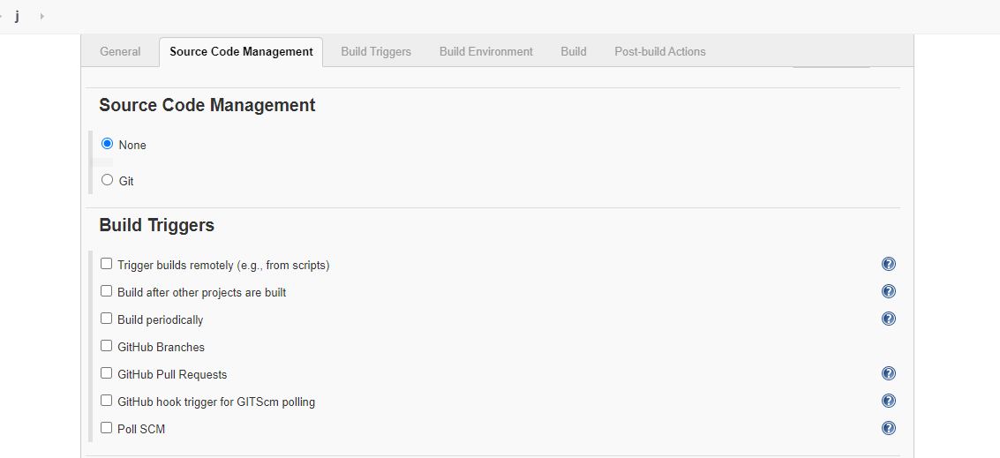 j
General Source Code Management Build Triggers Build Environment Build Post-build Actions
Source Code Management
None
Git
Build Triggers
Trigger builds remotely (e.g., from scripts) ?
Build after other projects are built ?
Build periodically ?
GitHub Branches
GitHub Pull Requests ?
GitHub hook trigger for GITScm polling ?
Poll SCM ?